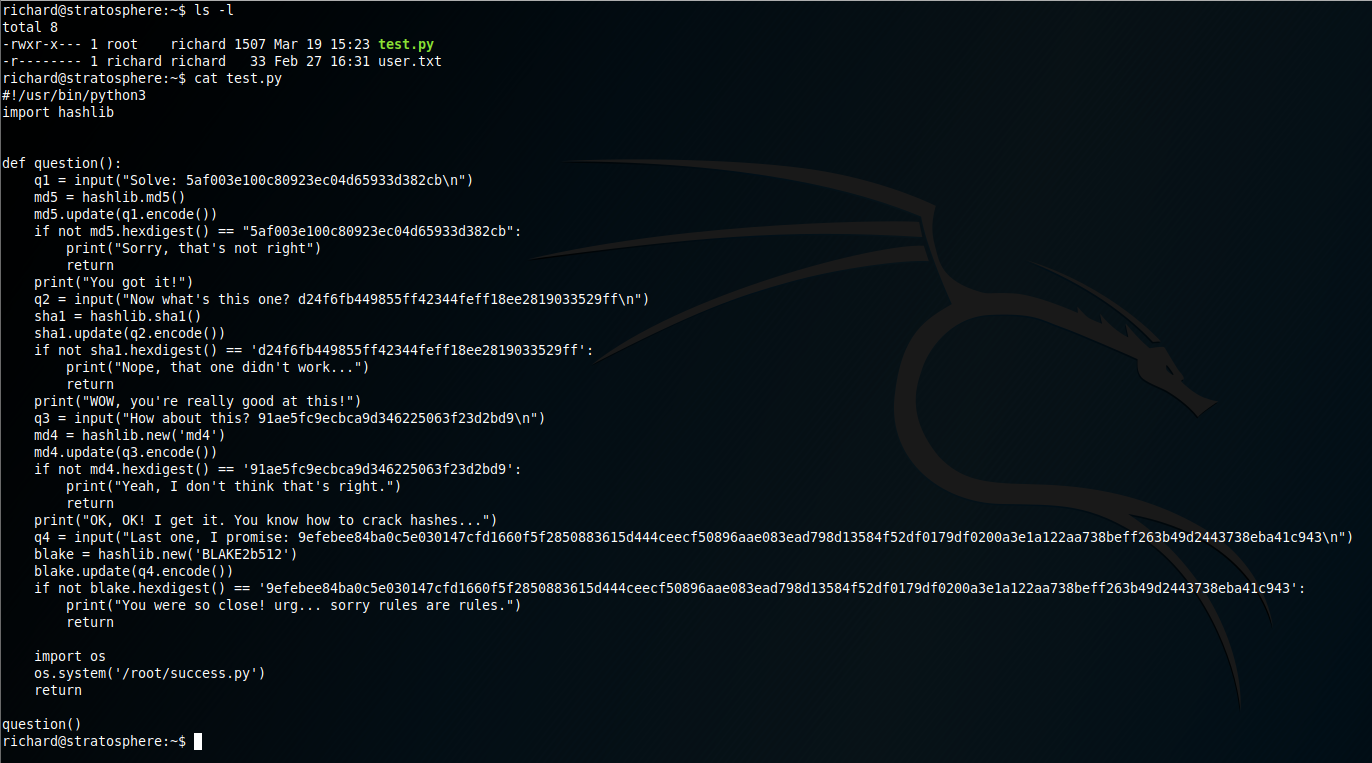 richard@stratosphere:~$ ls -l
total 8
-rwxr-x--- 1 root    richard 1507 Mar 19 15:23 test.py
-r-------- 1 richard richard   33 Feb 27 16:31 user.txt
richard@stratosphere:~$ cat test.py
#!/usr/bin/python3
import hashlib


def question():
    q1 = input("Solve: 5af003e100c80923ec04d65933d382cb\n")
    md5 = hashlib.md5()
    md5.update(q1.encode())
    if not md5.hexdigest() == "5af003e100c80923ec04d65933d382cb":
        print("Sorry, that's not right")
        return
    print("You got it!")
    q2 = input("Now what's this one? d24f6fb449855ff42344feff18ee2819033529ff\n")
    sha1 = hashlib.sha1()
    sha1.update(q2.encode())
    if not sha1.hexdigest() == 'd24f6fb449855ff42344feff18ee2819033529ff':
        print("Nope, that one didn't work...")
        return
    print("WOW, you're really good at this!")
    q3 = input("How about this? 91ae5fc9ecbca9d346225063f23d2bd9\n")
    md4 = hashlib.new('md4')
    md4.update(q3.encode())
    if not md4.hexdigest() == '91ae5fc9ecbca9d346225063f23d2bd9':
        print("Yeah, I don't think that's right.")
        return
    print("OK, OK! I get it. You know how to crack hashes...")
    q4 = input("Last one, I promise: 9efebee84ba0c5e030147cfd1660f5f2850883615d444ceecf50896aae083ead798d13584f52df0179df0200a3e1a122aa738beff263b49d2443738eba41c943\n")
    blake = hashlib.new('BLAKE2b512')
    blake.update(q4.encode())
    if not blake.hexdigest() == '9efebee84ba0c5e030147cfd1660f5f2850883615d444ceecf50896aae083ead798d13584f52df0179df0200a3e1a122aa738beff263b49d2443738eba41c943':
        print("You were so close! urg... sorry rules are rules.")
        return

    import os
    os.system('/root/success.py')
    return

question()
richard@stratosphere:~$